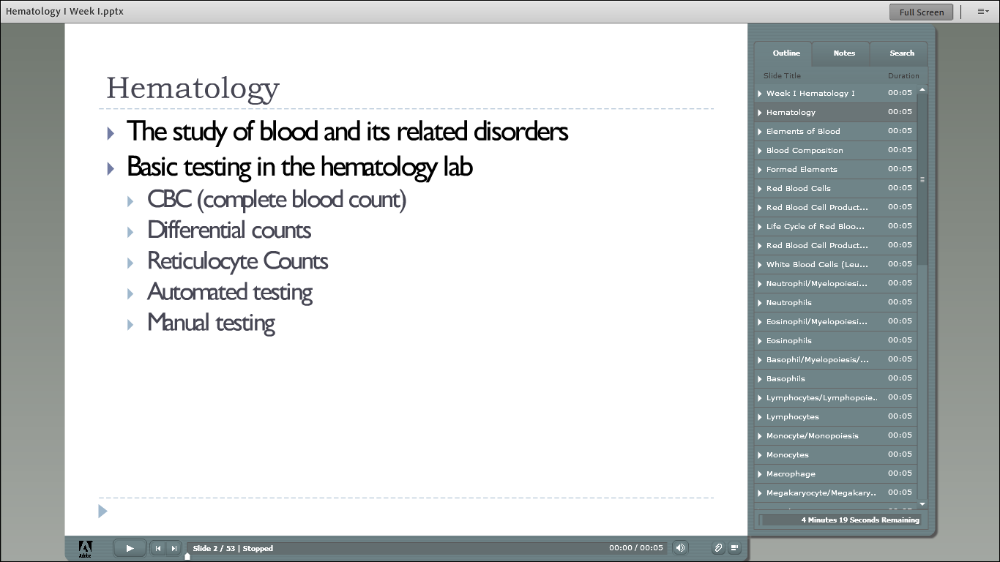 Hematology I Week I.pptx
Full Screen
Hematology
The study of blood and its related disorders
Basic testing in the hematology lab
CBC (complete blood count)
Differential counts
Reticulocyte Counts
Automated testing
Manual testing
Outline Notes Search
Slide Title Duration
Week I Hematology I 00:05
Hematology 00:05
Elements of Blood 00:05
Blood Composition 00:05
Formed Elements 00:05
Red Blood Cells 00:05
Red Blood Cell Product... 00:05
Life Cycle of Red Bloo... 00:05
Red Blood Cell Product... 00:05
White Blood Cells (Leu... 00:05
Neutrophil/Myelopoiesi... 00:05
Neutrophils 00:05
Eosinophil/Myelopoiesi... 00:05
Eosinophils 00:05
Basophil/Myelopoiesis/... 00:05
Basophils 00:05
Lymphocytes/Lymphopoie.. 00:05
Lymphocytes 00:05
Monocyte/Monopoiesis 00:05
Monocytes 00:05
Macrophage 00:05
Megakaryocyte/Megakary.. 00:05
4 Minutes 19 Seconds Remaining
Adobe
Slide 2 / 53 | Stopped
00:00 / 00:05